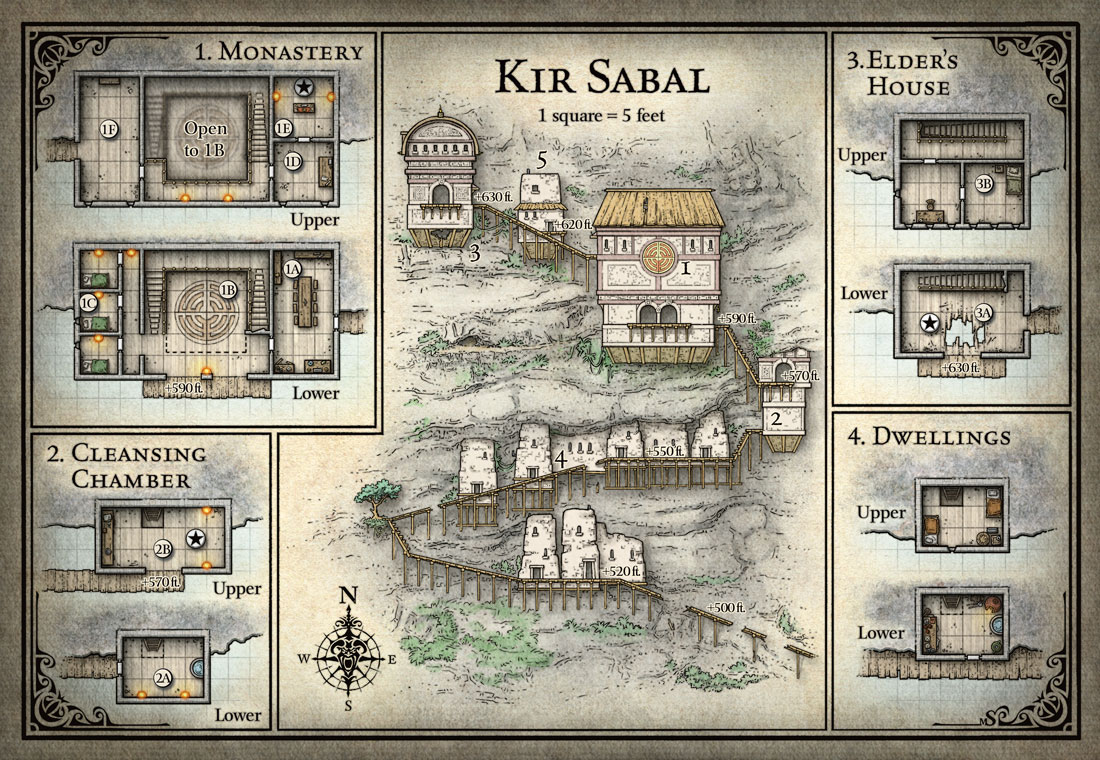 KIR SABAL
1 square = 5 feet
1. MONASTERY
1F
Open
to 1B
1E
1D
Upper
1A
1B
1C
+590 ft.
Lower
2. CLEANSING
CHAMBER
2B
+570 ft.
Upper
2A
Lower
5
+630 ft.
+620 ft.
3
1
+590 ft.
+570 ft.
2
4
+550 ft.
+520 ft.
+500 ft.
N
W
E
S
3. ELDER'S
HOUSE
Upper
3B
Lower
3A
+630 ft.
4. DWELLINGS
Upper
Lower
MS